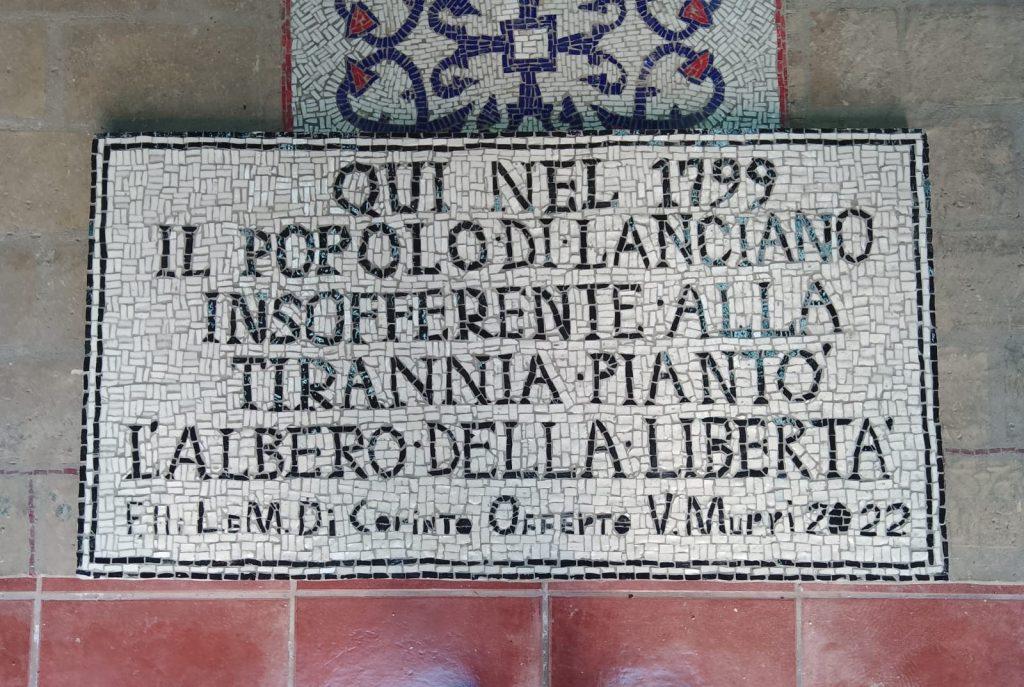 QUI NEL 1799
IL POPOLO·DI·LANCIANO
INSOFFERENTE·ALLA
TIRANNIA·PIANTO'
L'ALBERO·DELLA·LIBERTA'
L.eM. Di Corinto Offerto V. Murri 2022